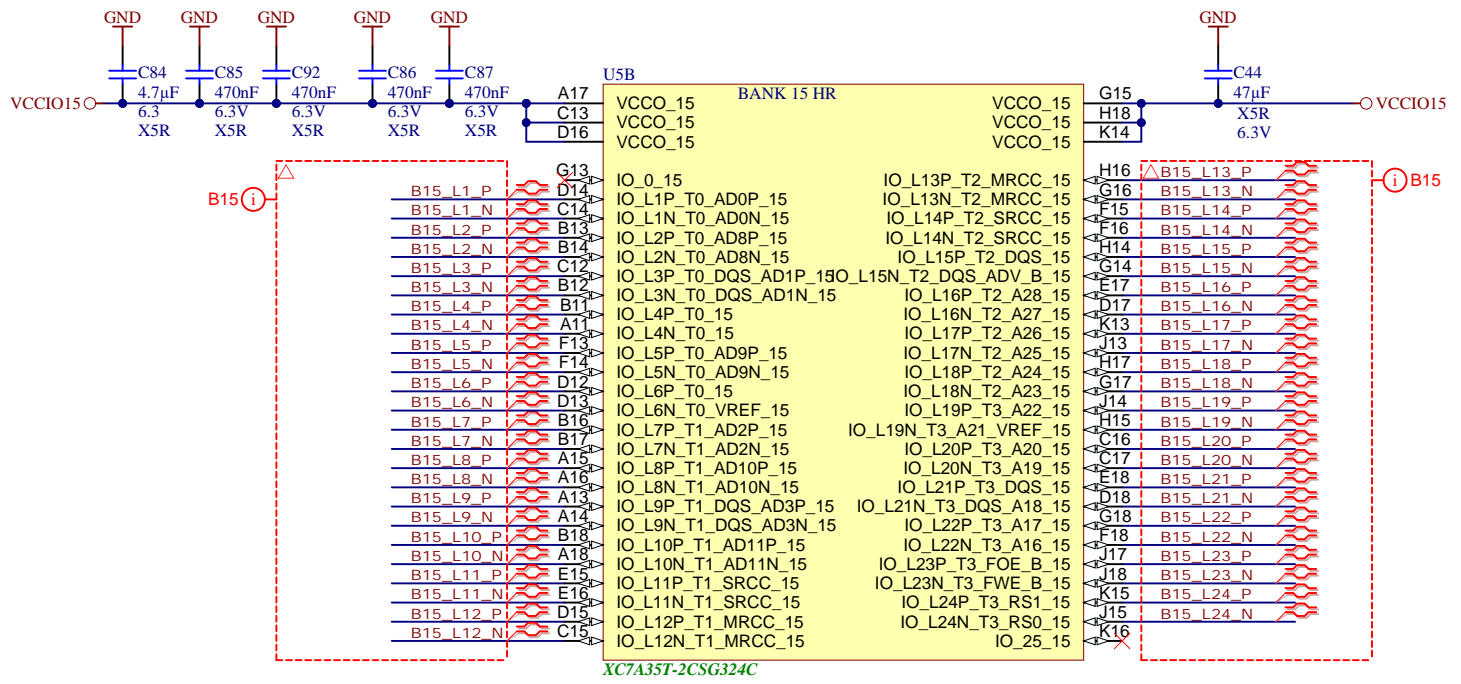 GND GND GND GND GND GND
C84 C85 C92 C86 C87 C44
4.7µF 470nF 470nF 470nF 470nF 47µF
6.3 6.3V 6.3V 6.3V 6.3V X5R
X5R X5R X5R X5R X5R 6.3V
U5B
BANK 15 HR
VCCIO15 A17 VCCO_15 VCCO_15 G15 VCCIO15
C13 VCCO_15 VCCO_15 H18
D16 VCCO_15 VCCO_15 K14
G13 IO_0_15 IO_L13P_T2_MRCC_15 H16 B15_L13_P
B15 i B15_L1_P D14 IO_L1P_T0_AD0P_15 IO_L13N_T2_MRCC_15 G16 B15_L13_N i B15
B15_L1_N C14 IO_L1N_T0_AD0N_15 IO_L14P_T2_SRCC_15 F15 B15_L14_P
B15_L2_P B13 IO_L2P_T0_AD8P_15 IO_L14N_T2_SRCC_15 F16 B15_L14_N
B15_L2_N B14 IO_L2N_T0_AD8N_15 IO_L15P_T2_DQS_15 H14 B15_L15_P
B15_L3_P C12 IO_L3P_T0_DQS_AD1P_15 IO_L15N_T2_DQS_ADV_B_15 G14 B15_L15_N
B15_L3_N B12 IO_L3N_T0_DQS_AD1N_15 IO_L16P_T2_A28_15 E17 B15_L16_P
B15_L4_P B11 IO_L4P_T0_15 IO_L16N_T2_A27_15 D17 B15_L16_N
B15_L4_N A11 IO_L4N_T0_15 IO_L17P_T2_A26_15 K13 B15_L17_P
B15_L5_P F13 IO_L5P_T0_AD9P_15 IO_L17N_T2_A25_15 J13 B15_L17_N
B15_L5_N F14 IO_L5N_T0_AD9N_15 IO_L18P_T2_A24_15 H17 B15_L18_P
B15_L6_P D12 IO_L6P_T0_15 IO_L18N_T2_A23_15 G17 B15_L18_N
B15_L6_N D13 IO_L6N_T0_VREF_15 IO_L19P_T3_A22_15 J14 B15_L19_P
B15_L7_P B16 IO_L7P_T1_AD2P_15 IO_L19N_T3_A21_VREF_15 H15 B15_L19_N
B15_L7_N B17 IO_L7N_T1_AD2N_15 IO_L20P_T3_A20_15 C16 B15_L20_P
B15_L8_P A15 IO_L8P_T1_AD10P_15 IO_L20N_T3_A19_15 C17 B15_L20_N
B15_L8_N A16 IO_L8N_T1_AD10N_15 IO_L21P_T3_DQS_15 E18 B15_L21_P
B15_L9_P A13 IO_L9P_T1_DQS_AD3P_15 IO_L21N_T3_DQS_A18_15 D18 B15_L21_N
B15_L9_N A14 IO_L9N_T1_DQS_AD3N_15 IO_L22P_T3_A17_15 G18 B15_L22_P
B15_L10_P B18 IO_L10P_T1_AD11P_15 IO_L22N_T3_A16_15 F18 B15_L22_N
B15_L10_N A18 IO_L10N_T1_AD11N_15 IO_L23P_T3_FOE_B_15 J17 B15_L23_P
B15_L11_P E15 IO_L11P_T1_SRCC_15 IO_L23N_T3_FWE_B_15 J18 B15_L23_N
B15_L11_N E16 IO_L11N_T1_SRCC_15 IO_L24P_T3_RS1_15 K15 B15_L24_P
B15_L12_P D15 IO_L12P_T1_MRCC_15 IO_L24N_T3_RS0_15 J15 B15_L24_N
B15_L12_N C15 IO_L12N_T1_MRCC_15 IO_25_15 K16
XC7A35T-2CSG324C